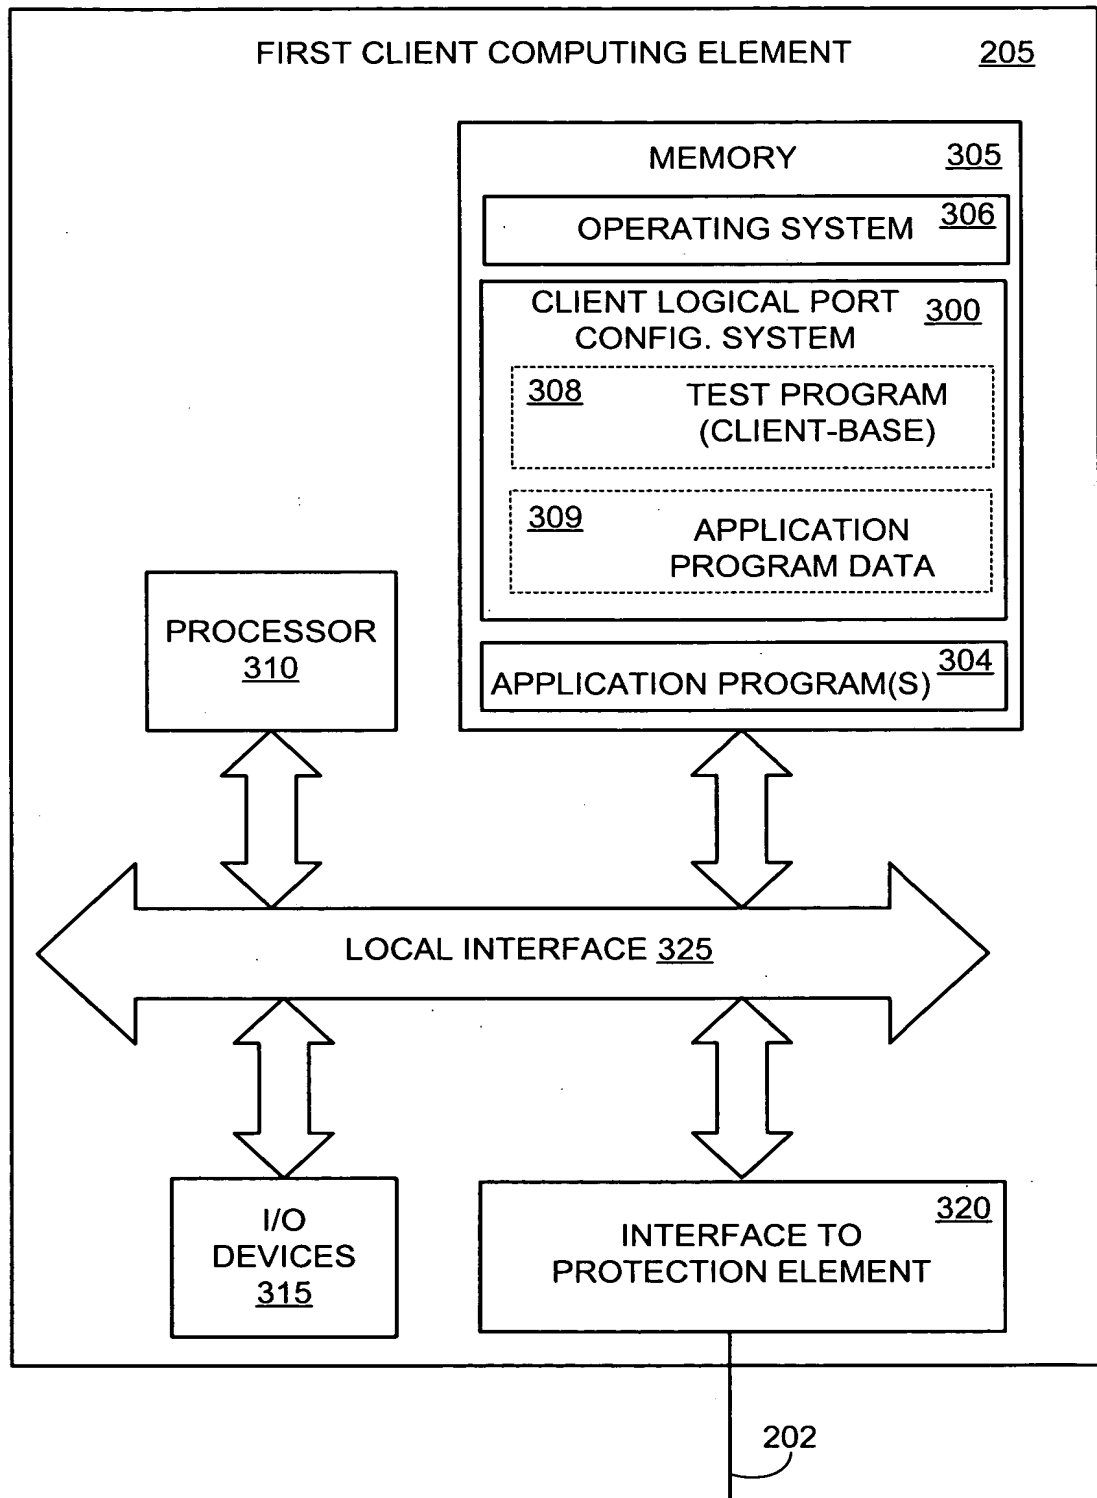 FIRST CLIENT COMPUTING ELEMENT 205
MEMORY 305
OPERATING SYSTEM 306
CLIENT LOGICAL PORT 300
CONFIG. SYSTEM
308 TEST PROGRAM
(CLIENT-BASE)
309 APPLICATION
PROGRAM DATA
APPLICATION PROGRAM(S) 304
PROCESSOR
310
LOCAL INTERFACE 325
I/O
DEVICES
315
320
INTERFACE TO
PROTECTION ELEMENT
202